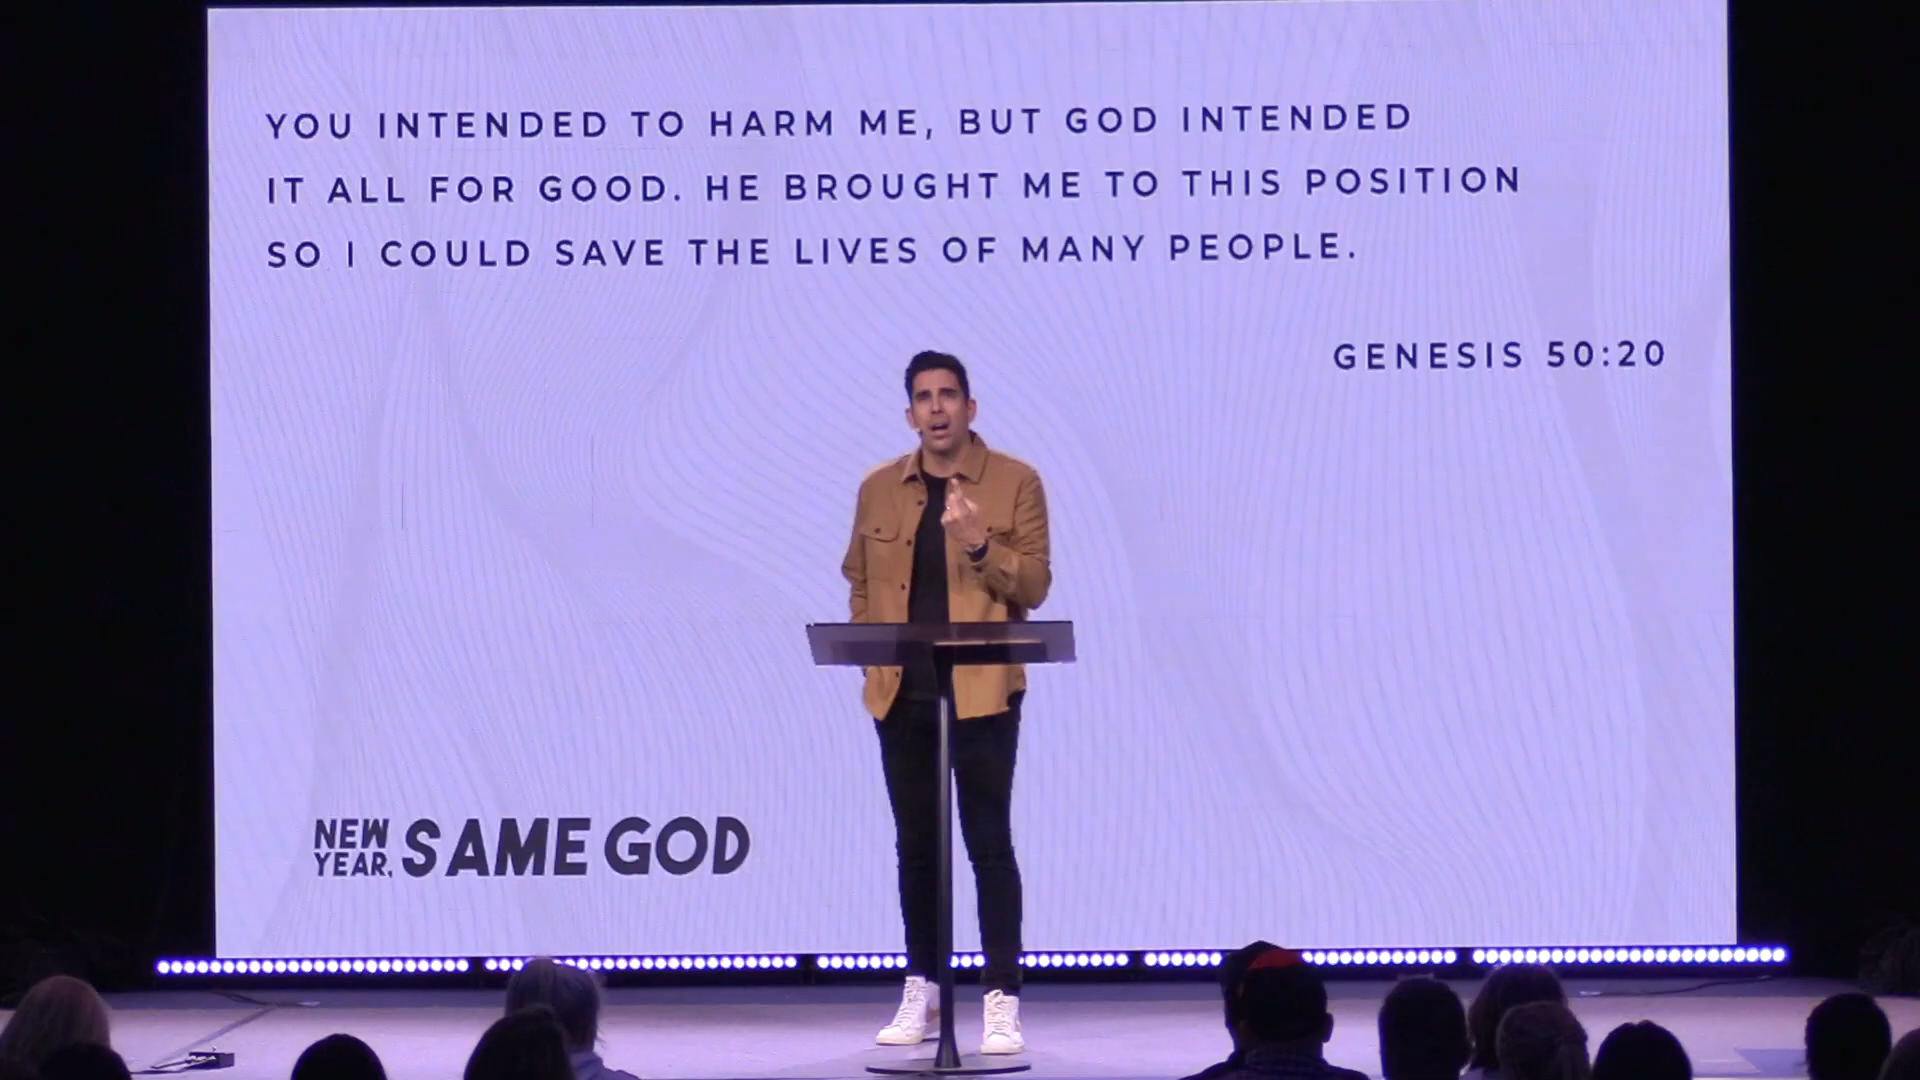 YOU INTENDED TO HARM ME, BUT GOD INTENDED
IT ALL FOR GOOD. HE BROUGHT ME TO THIS POSITION
SO I COULD SAVE THE LIVES OF MANY PEOPLE.
GENESIS 50:20
NEW
YEAR, SAME GOD